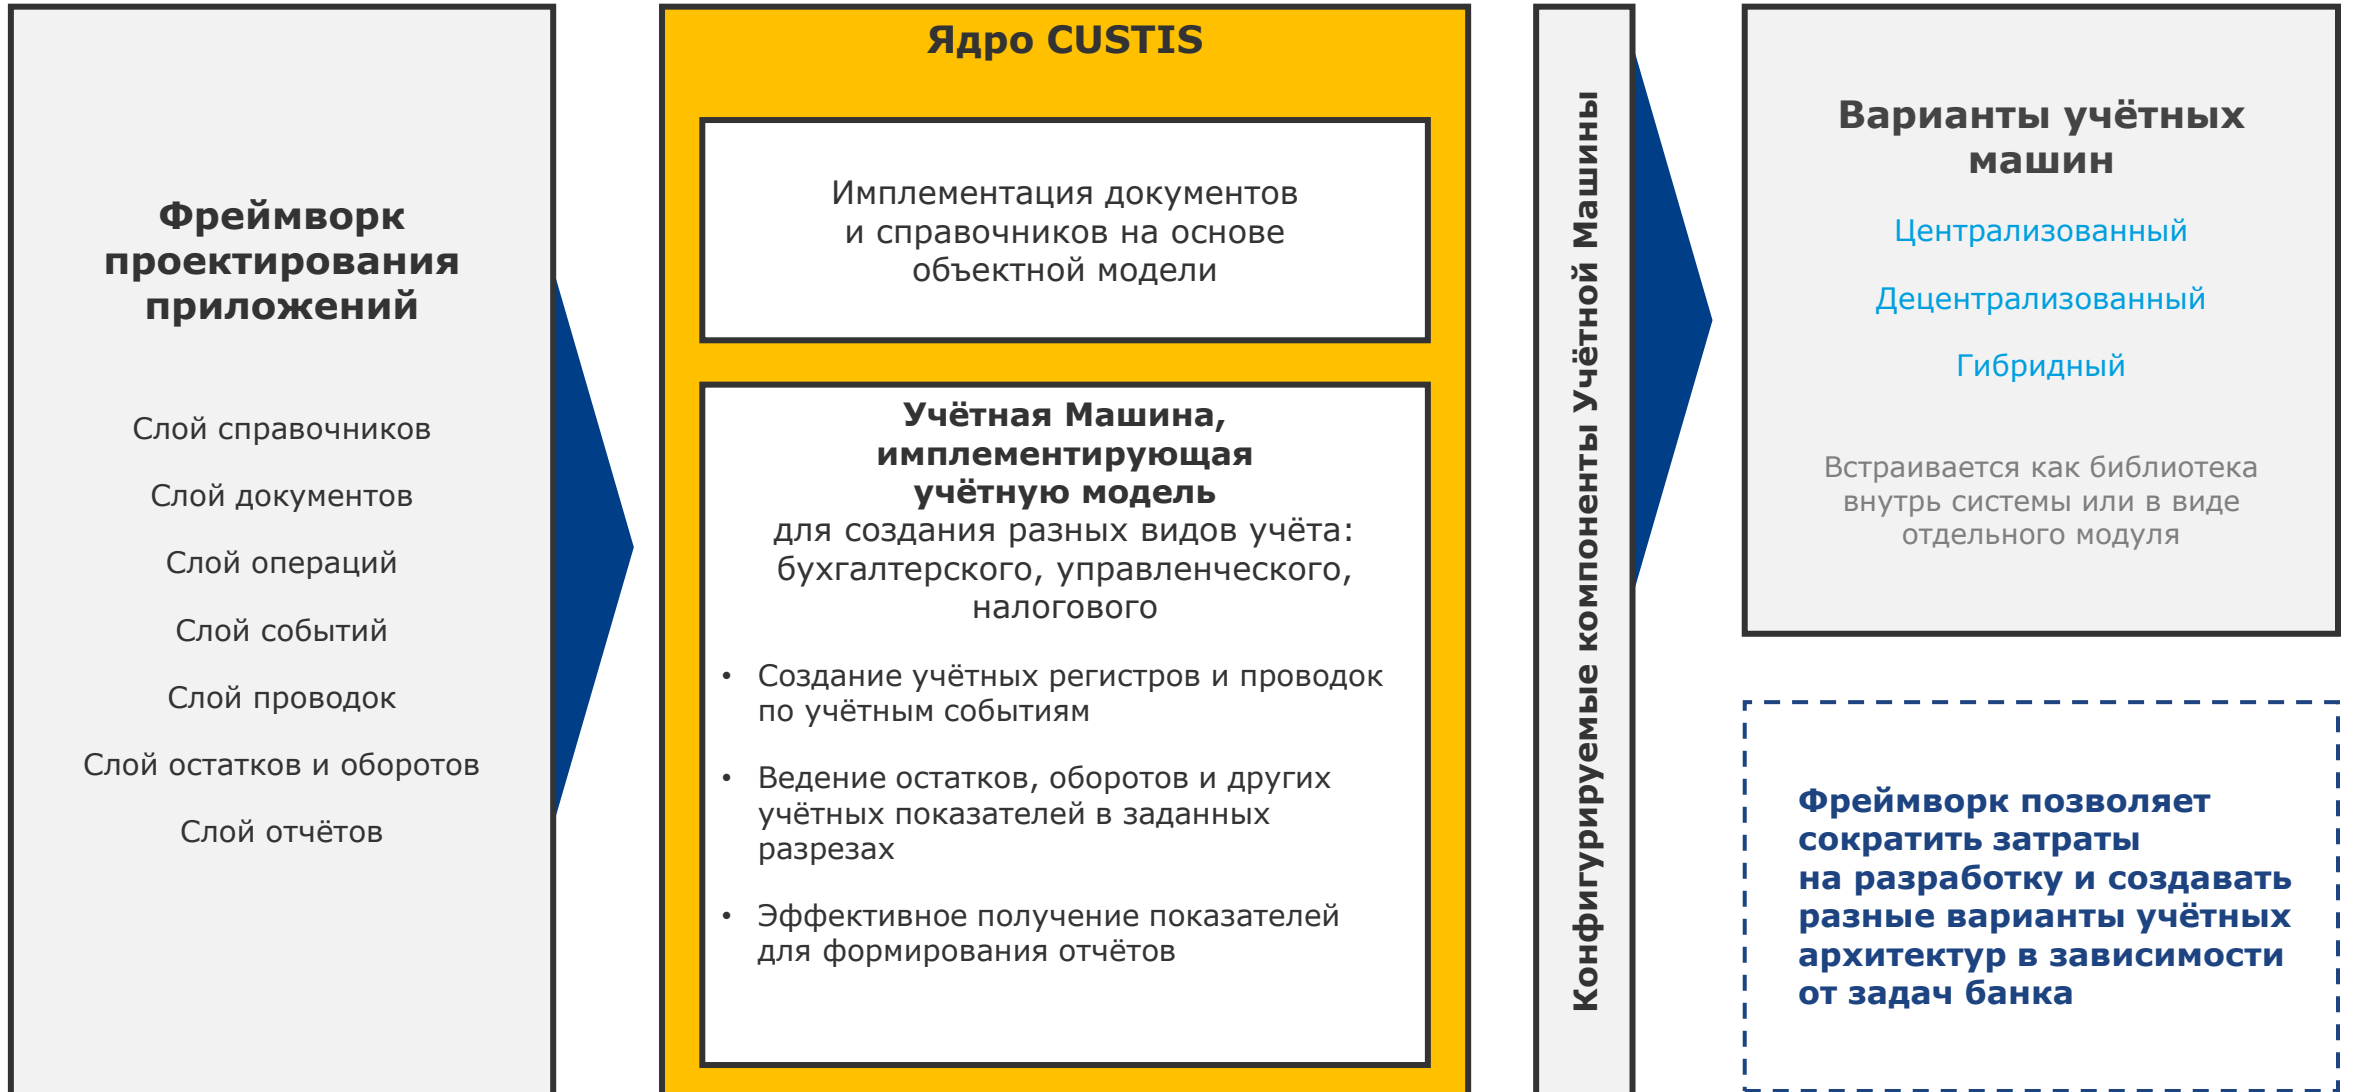 Фреймворк
проектирования
приложений
Слой справочников
Слой документов
Слой операций
Слой событий
Слой проводок
Слой остатков и оборотов
Слой отчётов
Ядро CUSTIS
Имплементация документов
и справочников на основе
объектной модели
Учётная Машина,
имплементирующая
учётную модель
для создания разных видов учёта:
бухгалтерского, управленческого,
налогового
• Создание учётных регистров и проводок
по учётным событиям
• Ведение остатков, оборотов и других
учётных показателей в заданных
разрезах
• Эффективное получение показателей
для формирования отчётов
Конфигурируемые компоненты Учётной Машины
Варианты учётных
машин
Централизованный
Децентрализованный
Гибридный
Встраивается как библиотека
внутрь системы или в виде
отдельного модуля
Фреймворк позволяет
сократить затраты
на разработку и создавать
разные варианты учётных
архитектур в зависимости
от задач банка